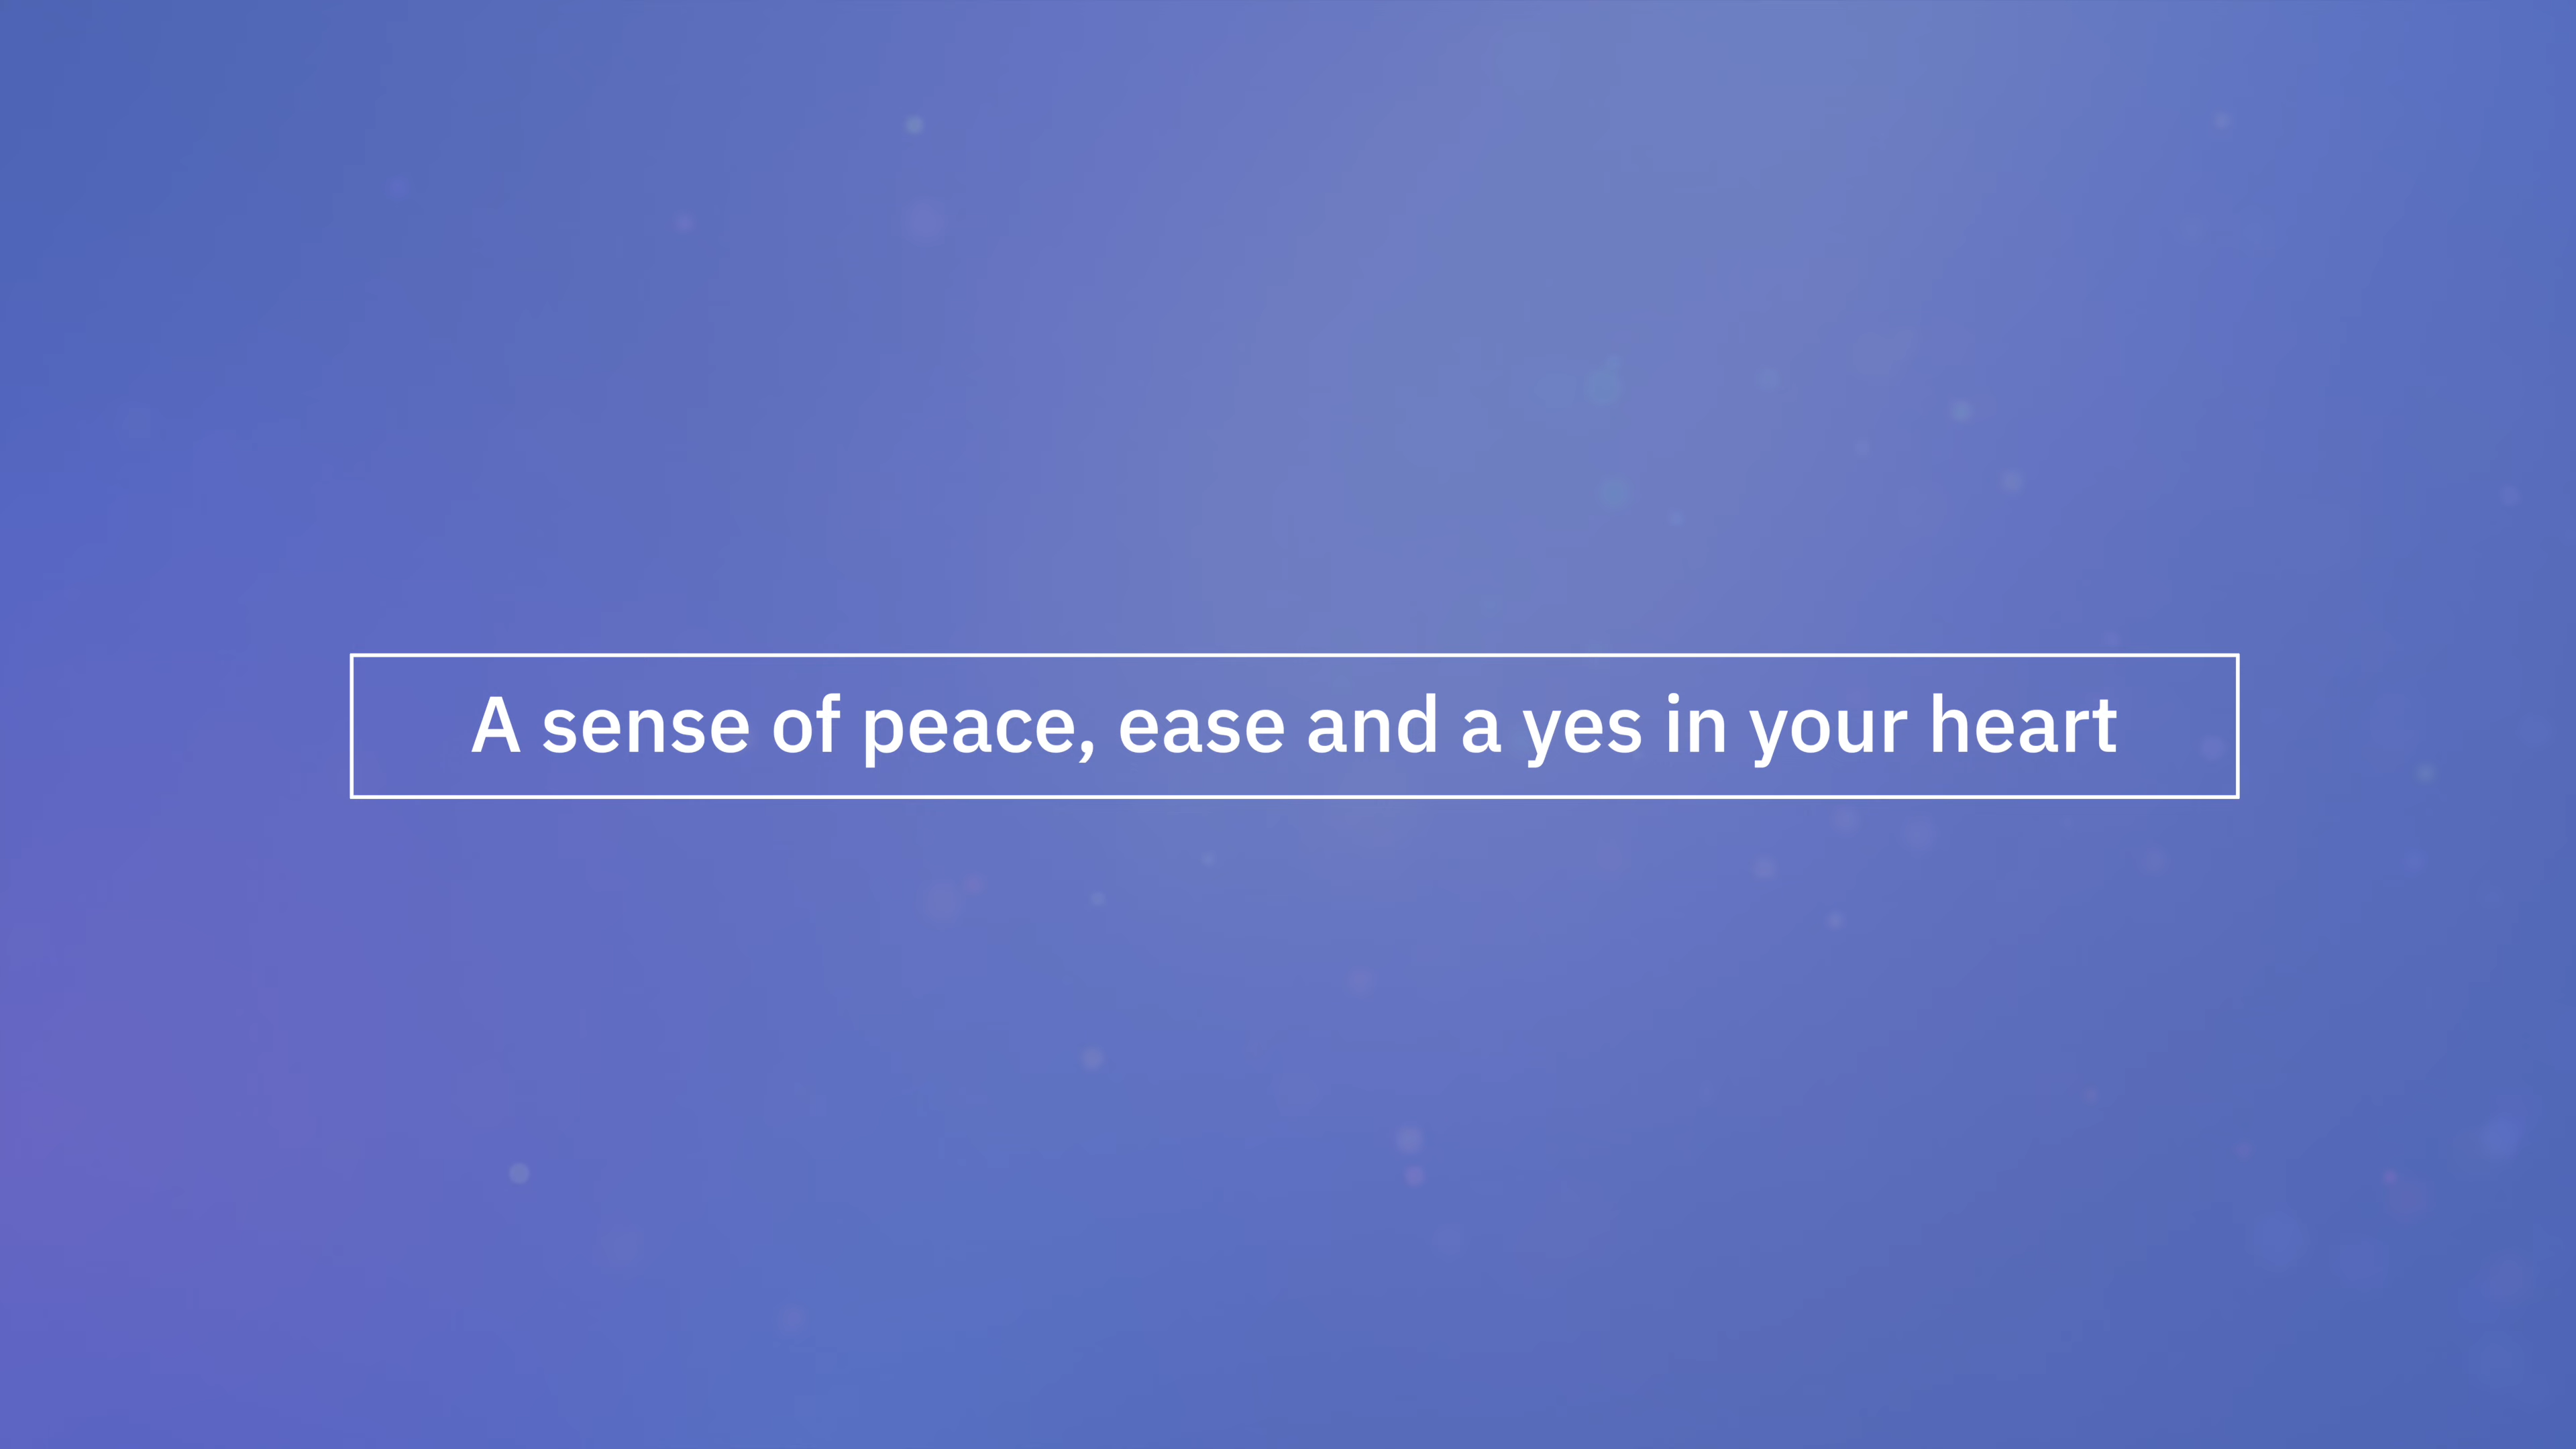 A sense of peace, ease and a yes in your heart